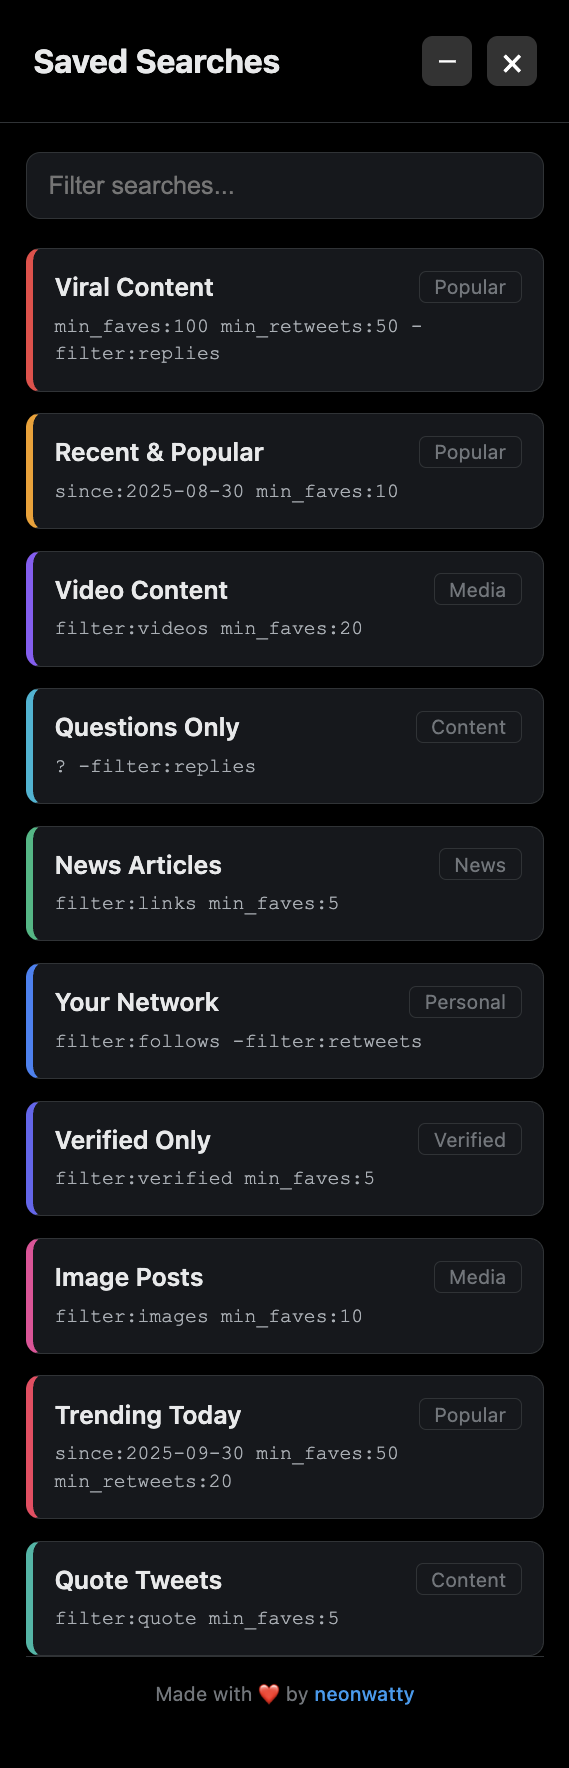 Saved Searches
Filter searches...
Viral Content
Popular
min_faves:100 min_retweets:50 -
filter:replies
Recent & Popular
Popular
since:2025-08-30 min_faves:10
Video Content
Media
filter:videos min_faves:20
Questions Only
Content
? -filter:replies
News Articles
News
filter:links min_faves:5
Your Network
Personal
filter:follows -filter:retweets
Verified Only
Verified
filter:verified min_faves:5
Image Posts
Media
filter:images min_faves:10
Trending Today
Popular
since:2025-09-30 min_faves:50
min_retweets:20
Quote Tweets
Content
filter:quote min_faves:5
Made with ❤️ by neonwatty